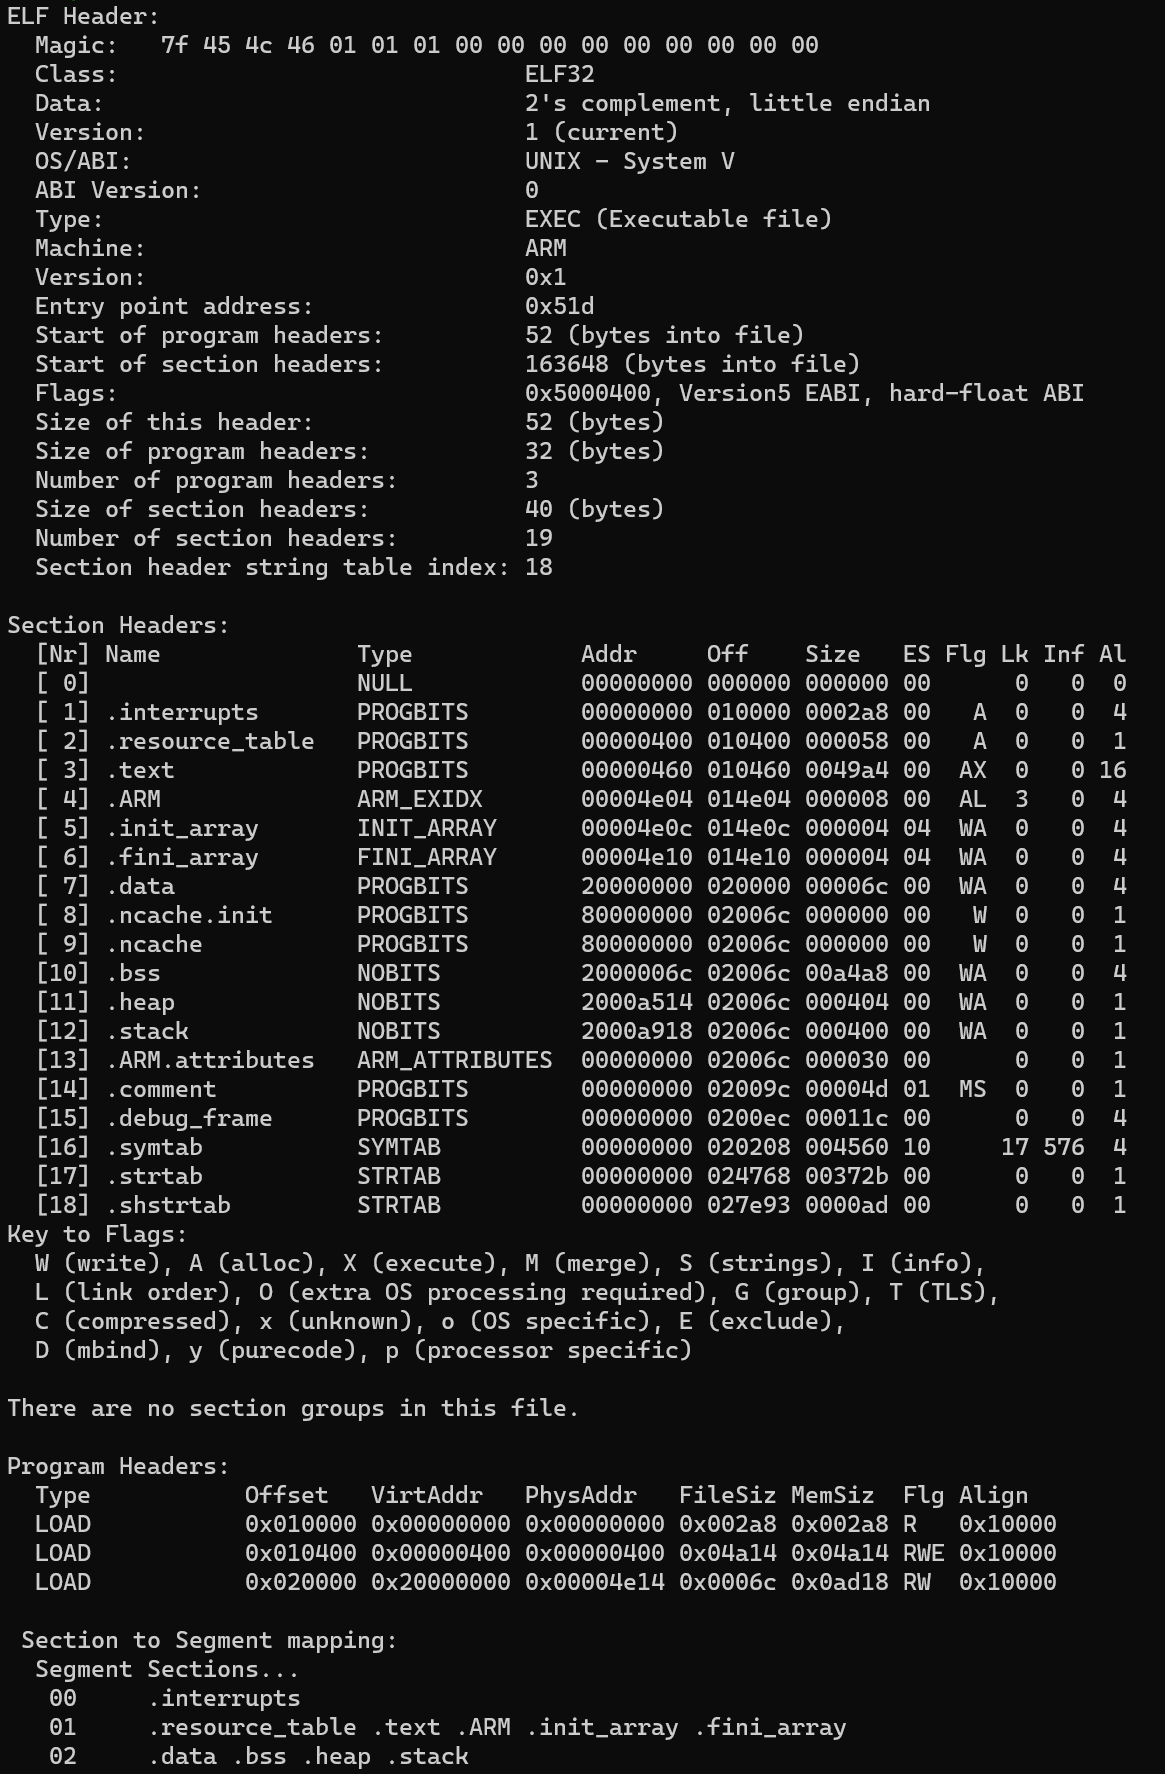 ELF Header:
  Magic:   7f 45 4c 46 01 01 01 00 00 00 00 00 00 00 00 00
  Class:                             ELF32
  Data:                              2's complement, little endian
  Version:                           1 (current)
  OS/ABI:                            UNIX - System V
  ABI Version:                       0
  Type:                              EXEC (Executable file)
  Machine:                           ARM
  Version:                           0x1
  Entry point address:               0x51d
  Start of program headers:          52 (bytes into file)
  Start of section headers:          163648 (bytes into file)
  Flags:                             0x5000400, Version5 EABI, hard-float ABI
  Size of this header:               52 (bytes)
  Size of program headers:           32 (bytes)
  Number of program headers:         3
  Size of section headers:           40 (bytes)
  Number of section headers:         19
  Section header string table index: 18

Section Headers:
  [Nr] Name              Type            Addr     Off    Size   ES Flg Lk Inf Al
  [ 0]                   NULL            00000000 000000 000000 00      0   0  0
  [ 1] .interrupts       PROGBITS        00000000 010000 0002a8 00   A  0   0  4
  [ 2] .resource_table   PROGBITS        00000400 010400 000058 00   A  0   0  1
  [ 3] .text             PROGBITS        00000460 010460 0049a4 00  AX  0   0 16
  [ 4] .ARM              ARM_EXIDX       00004e04 014e04 000008 00  AL  3   0  4
  [ 5] .init_array       INIT_ARRAY      00004e0c 014e0c 000004 04  WA  0   0  4
  [ 6] .fini_array       FINI_ARRAY      00004e10 014e10 000004 04  WA  0   0  4
  [ 7] .data             PROGBITS        20000000 020000 00006c 00  WA  0   0  4
  [ 8] .ncache.init      PROGBITS        80000000 02006c 000000 00   W  0   0  1
  [ 9] .ncache           PROGBITS        80000000 02006c 000000 00   W  0   0  1
  [10] .bss              NOBITS          2000006c 02006c 00a4a8 00  WA  0   0  4
  [11] .heap             NOBITS          2000a514 02006c 000404 00  WA  0   0  1
  [12] .stack            NOBITS          2000a918 02006c 000400 00  WA  0   0  1
  [13] .ARM.attributes   ARM_ATTRIBUTES  00000000 02006c 000030 00      0   0  1
  [14] .comment          PROGBITS        00000000 02009c 00004d 01  MS  0   0  1
  [15] .debug_frame      PROGBITS        00000000 0200ec 00011c 00      0   0  4
  [16] .symtab           SYMTAB          00000000 020208 004560 10     17 576  4
  [17] .strtab           STRTAB          00000000 024768 00372b 00      0   0  1
  [18] .shstrtab         STRTAB          00000000 027e93 0000ad 00      0   0  1
Key to Flags:
  W (write), A (alloc), X (execute), M (merge), S (strings), I (info),
  L (link order), O (extra OS processing required), G (group), T (TLS),
  C (compressed), x (unknown), o (OS specific), E (exclude),
  D (mbind), y (purecode), p (processor specific)

There are no section groups in this file.

Program Headers:
  Type           Offset   VirtAddr   PhysAddr   FileSiz MemSiz  Flg Align
  LOAD           0x010000 0x00000000 0x00000000 0x002a8 0x002a8 R   0x10000
  LOAD           0x010400 0x00000400 0x00000400 0x04a14 0x04a14 RWE 0x10000
  LOAD           0x020000 0x20000000 0x00004e14 0x0006c 0x0ad18 RW  0x10000

 Section to Segment mapping:
  Segment Sections...
   00     .interrupts
   01     .resource_table .text .ARM .init_array .fini_array
   02     .data .bss .heap .stack